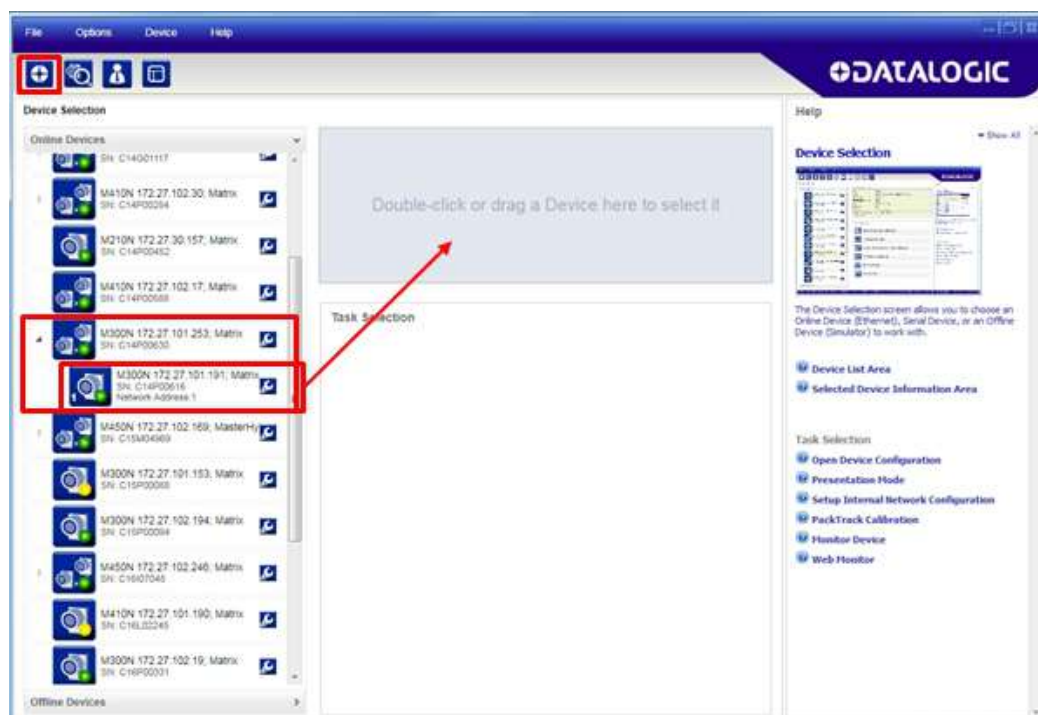 File Options Device Help
DATALOGIC
Device Selection
Online Devices
SN: C14G01117
M410N 172.27.102.30; Matrix
SN: C14P00264
M210N 172.27.30.157; Matrix
SN: C14P00452
M410N 172.27.102.17; Matrix
SN: C14P00588
M300N 172.27.101.253; Matrix
SN: C14P00630
M300N 172.27.101.191; Matrix
SN: C14P00616
Network Address 1
1
M450N 172.27.102.169; MasterHy
SN: C15M04969
M300N 172.27.101.153; Matrix
SN: C15P00088
M300N 172.27.102.194; Matrix
SN: C15P00094
M450N 172.27.102.246; Matrix
SN: C16I07045
M410N 172.27.101.190; Matrix
SN: C16L02245
M300N 172.27.102.19; Matrix
SN: C16P00331
Offline Devices
Double-click or drag a Device here to select it
Task Selection
Help
Show All
Device Selection
The Device Selection screen allows you to choose an
Online Device (Ethernet), Serial Device, or an Offline
Device (Simulator) to work with.
Device List Area
Selected Device Information Area
Task Selection
Open Device Configuration
Presentation Mode
Setup Internal Network Configuration
PackTrack Calibration
Monitor Device
Web Monitor